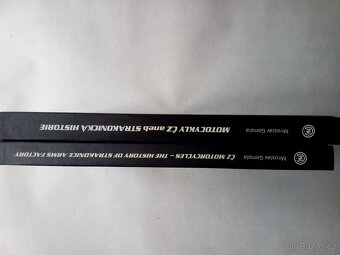 MOTOCYKLY ČZ aneb STRAKONICKÁ HISTORIE
Miroslav Gomola
ČZ MOTORCYCLES – THE HISTORY OF STRAKONICE ARMS FACTORY
Miroslav Gomola